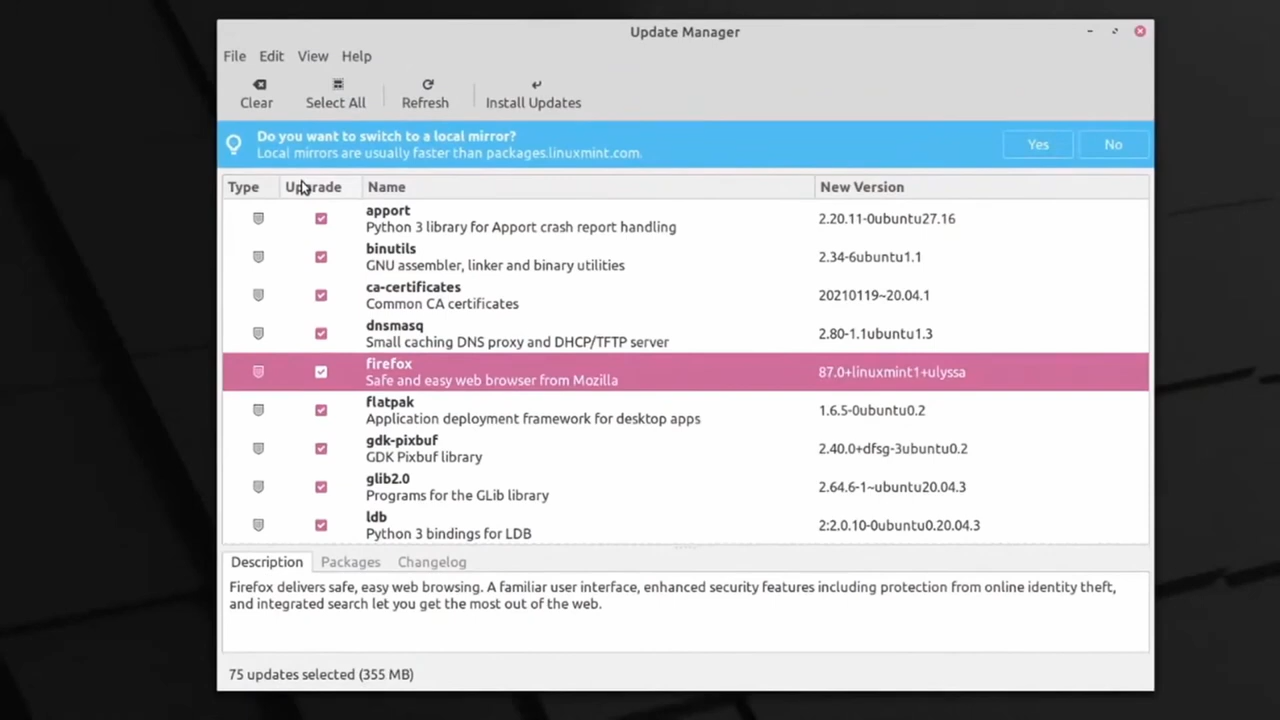 Update Manager
File Edit View Help
Clear Select All Refresh Install Updates
Do you want to switch to a local mirror?
Local mirrors are usually faster than packages.linuxmint.com.
Yes No
Type Upgrade Name New Version
apport
Python 3 library for Apport crash report handling
2.20.11-0ubuntu27.16
binutils
GNU assembler, linker and binary utilities
2.34-6ubuntu1.1
ca-certificates
Common CA certificates
20210119~20.04.1
dnsmasq
Small caching DNS proxy and DHCP/TFTP server
2.80-1.1ubuntu1.3
firefox
Safe and easy web browser from Mozilla
87.0+linuxmint1+ulyssa
flatpak
Application deployment framework for desktop apps
1.6.5-0ubuntu0.2
gdk-pixbuf
GDK Pixbuf library
2.40.0+dfsg-3ubuntu0.2
glib2.0
Programs for the GLib library
2.64.6-1~ubuntu20.04.3
ldb
Python 3 bindings for LDB
2:2.0.10-0ubuntu0.20.04.3
Description Packages Changelog
Firefox delivers safe, easy web browsing. A familiar user interface, enhanced security features including protection from online identity theft,
and integrated search let you get the most out of the web.
75 updates selected (355 MB)